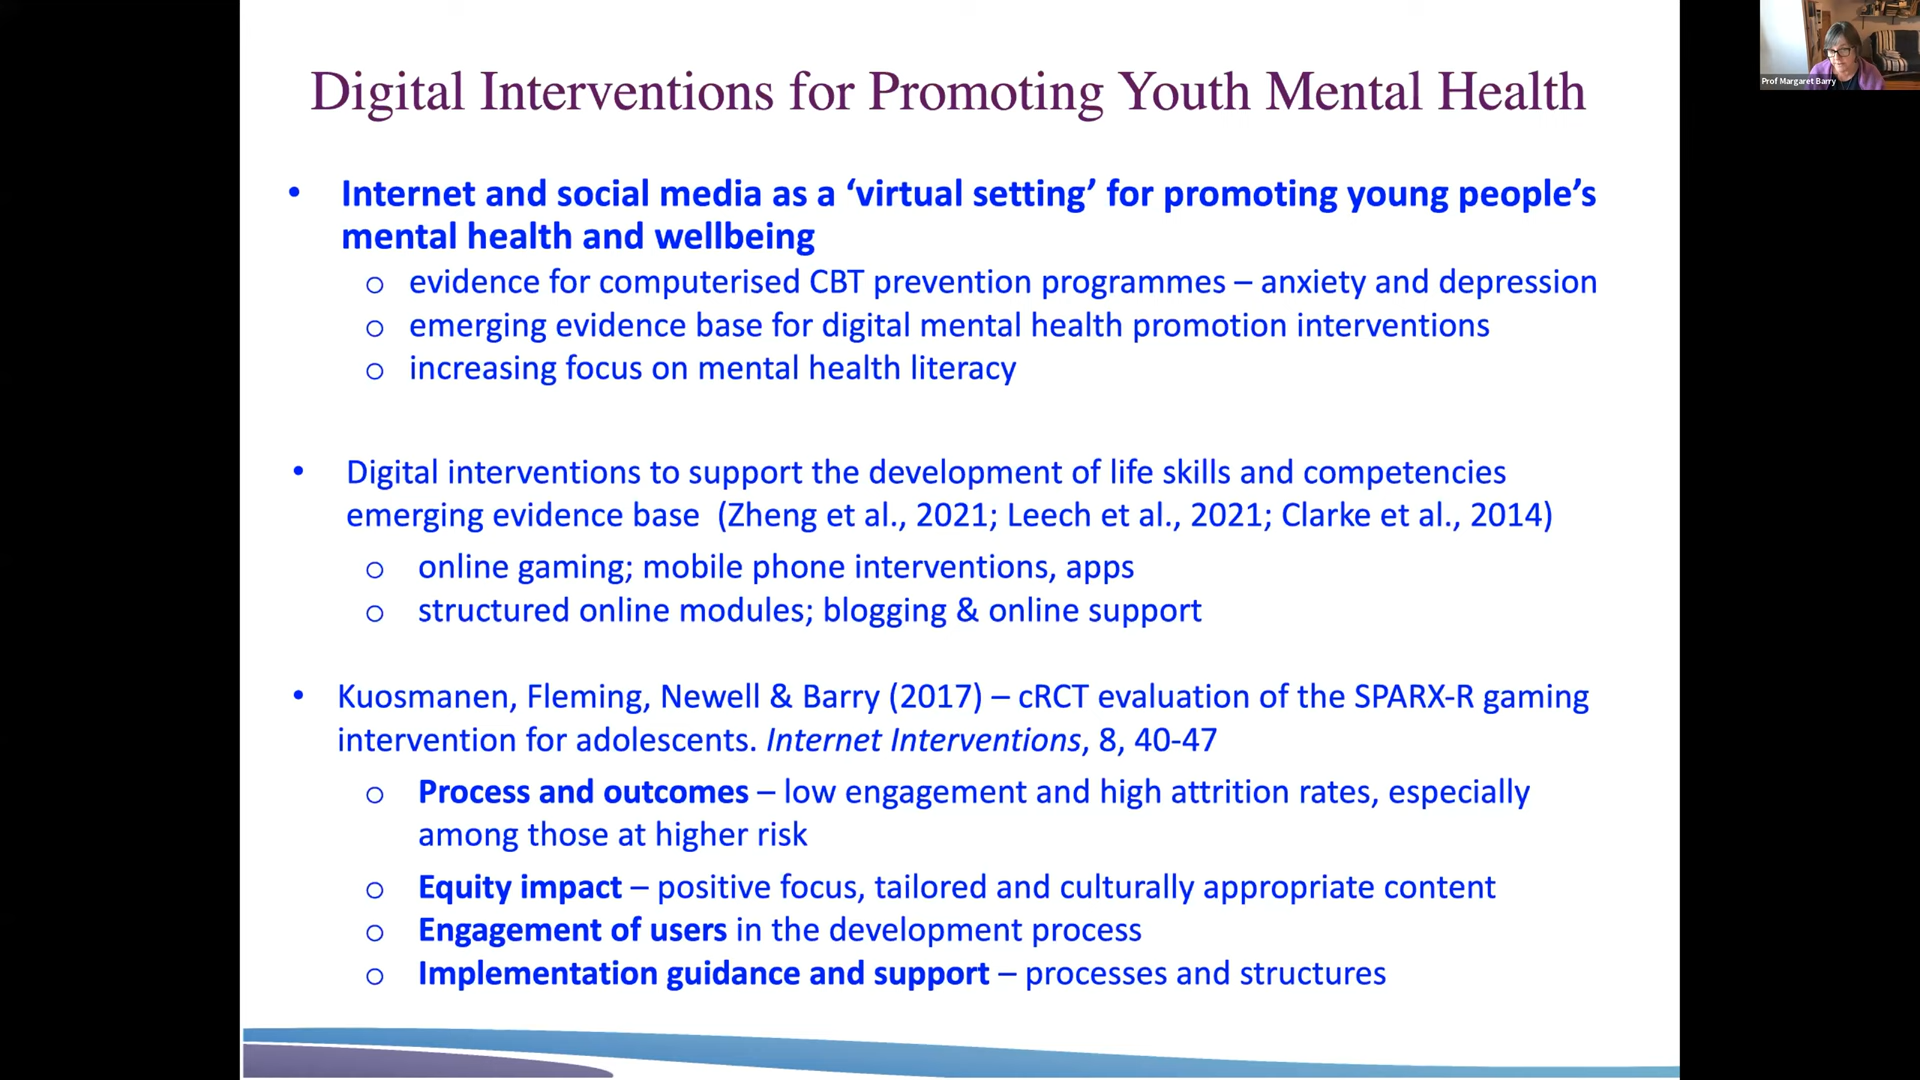 Digital Interventions for Promoting Youth Mental Health
Prof Margaret Barry
• Internet and social media as a ‘virtual setting’ for promoting young people’s
mental health and wellbeing
o evidence for computerised CBT prevention programmes – anxiety and depression
o emerging evidence base for digital mental health promotion interventions
o increasing focus on mental health literacy
• Digital interventions to support the development of life skills and competencies
emerging evidence base (Zheng et al., 2021; Leech et al., 2021; Clarke et al., 2014)
o online gaming; mobile phone interventions, apps
o structured online modules; blogging & online support
• Kuosmanen, Fleming, Newell & Barry (2017) – cRCT evaluation of the SPARX-R gaming
intervention for adolescents. Internet Interventions, 8, 40-47
o Process and outcomes – low engagement and high attrition rates, especially
among those at higher risk
o Equity impact – positive focus, tailored and culturally appropriate content
o Engagement of users in the development process
o Implementation guidance and support – processes and structures